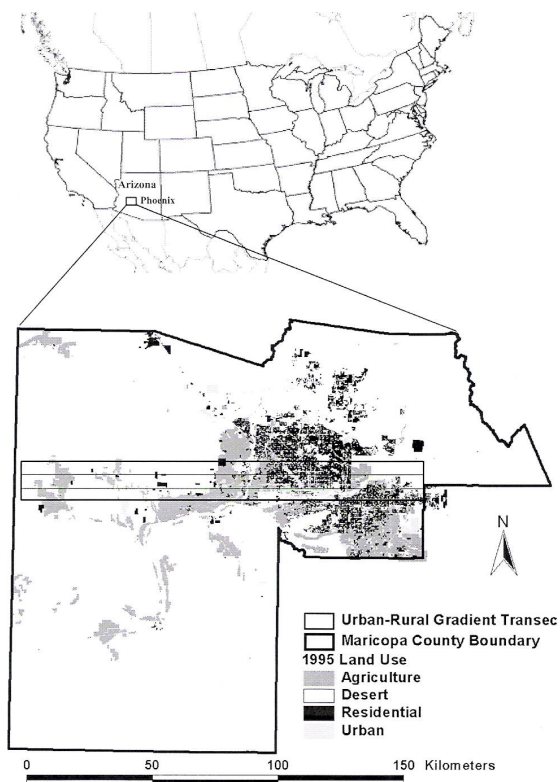 Arizona
Phoenix
N
Urban-Rural Gradient Transec
Maricopa County Boundary
1995 Land Use
Agriculture
Desert
Residential
Urban
0 50 100 150 Kilometers